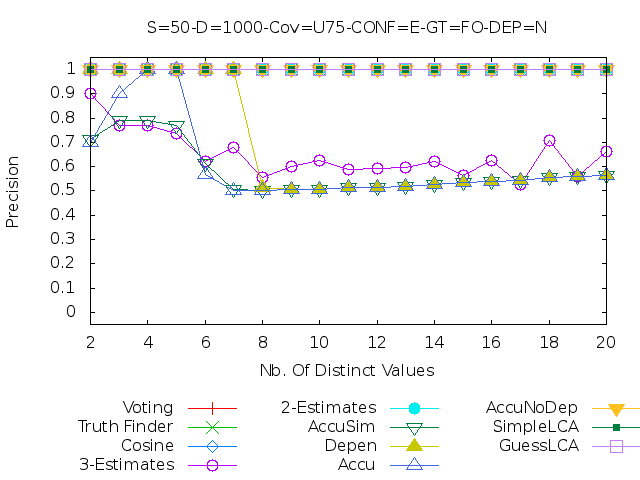 S=50-D=1000-Cov=U75-CONF=E-GT=FO-DEP=N
1
0.9
0.8
0.7
0.6
0.5
0.4
0.3
0.2
0.1
0
Precision
2 4 6 8 10 12 14 16 18 20
Nb. Of Distinct Values
Voting 2-Estimates AccuNoDep
Truth Finder AccuSim SimpleLCA
Cosine Depen GuessLCA
3-Estimates Accu